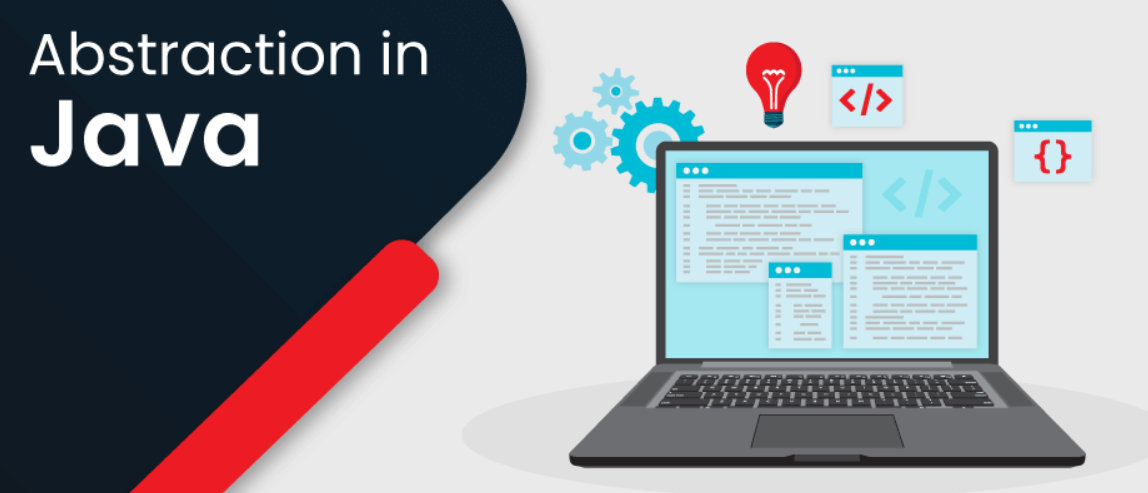 Abstraction in
Java
</>
{}
</>